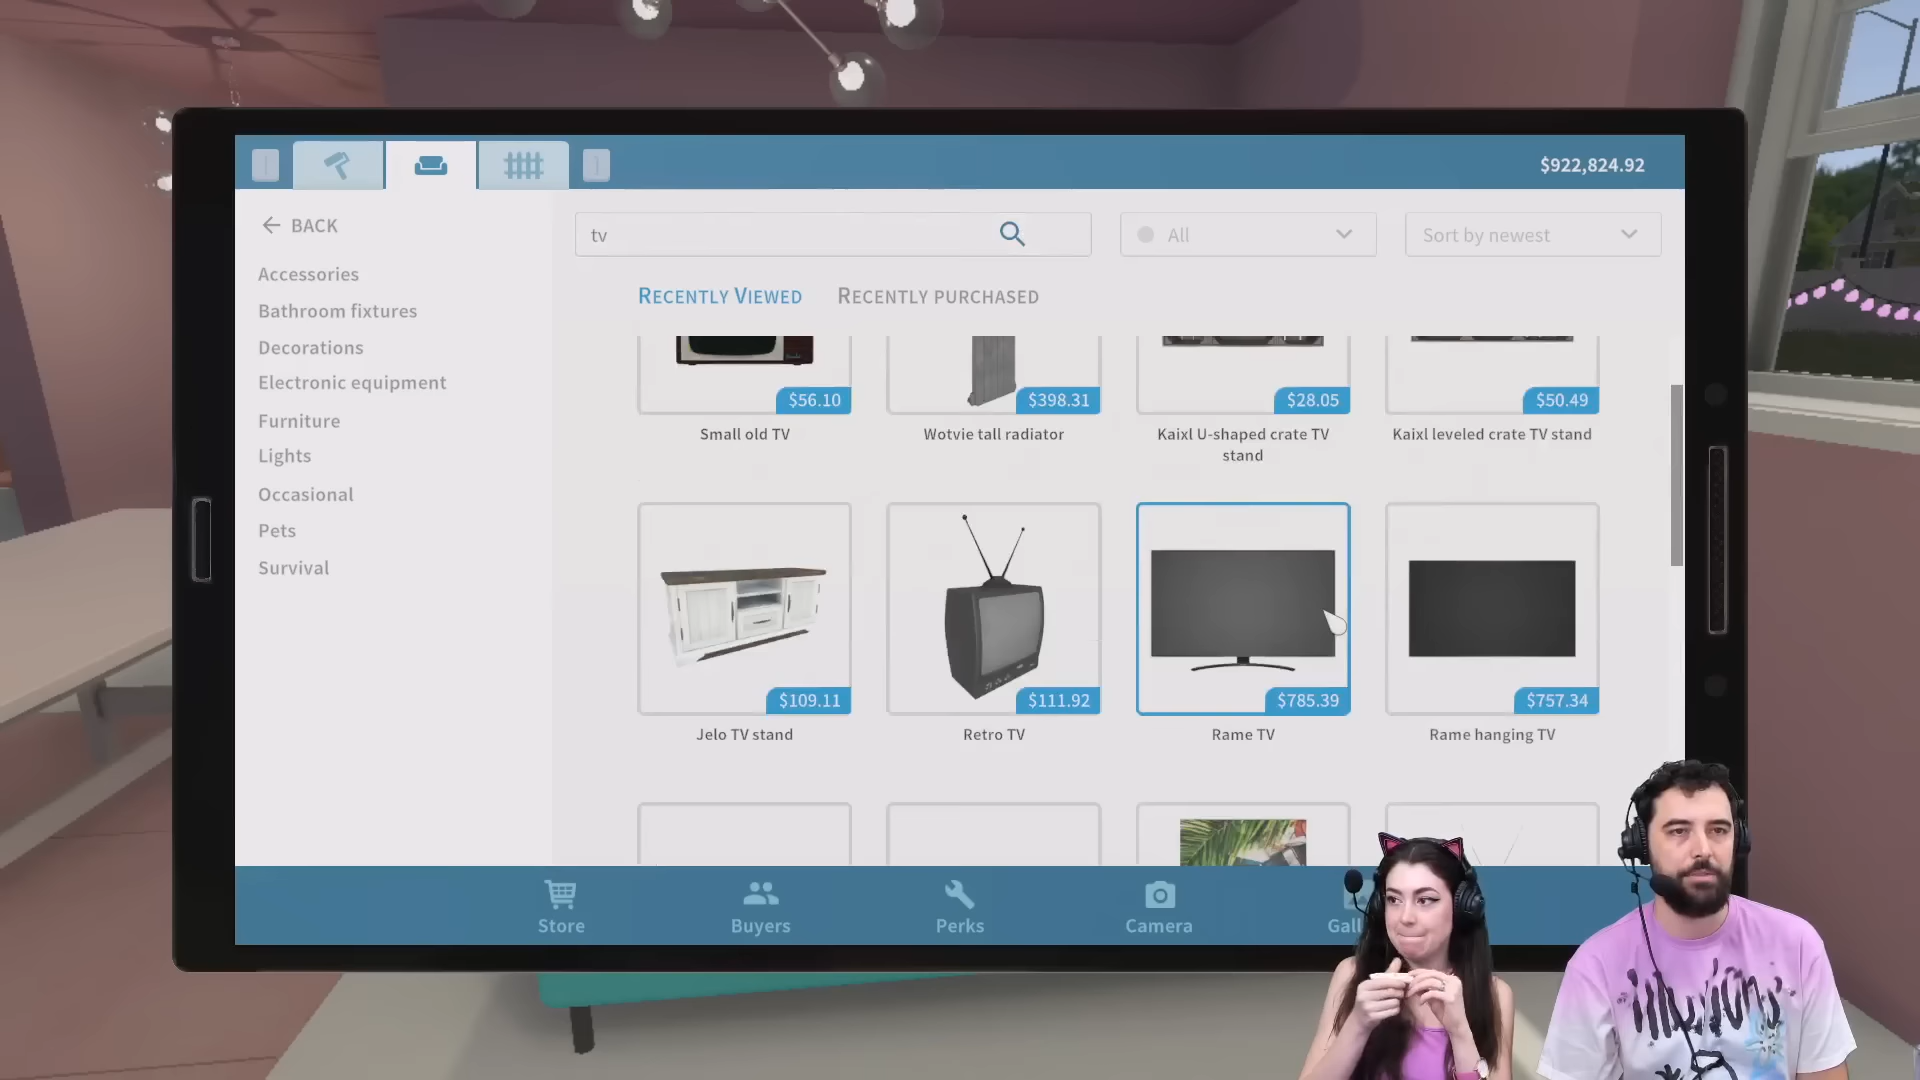 $922,824.92
BACK
tv
All
Sort by newest
Accessories
Bathroom fixtures
Decorations
Electronic equipment
Furniture
Lights
Occasional
Pets
Survival
RECENTLY VIEWED
RECENTLY PURCHASED
$56.10
$398.31
$28.05
$50.49
Small old TV
Wotvie tall radiator
Kaixl U-shaped crate TV
stand
Kaixl leveled crate TV stand
$109.11
$111.92
$785.39
$757.34
Jelo TV stand
Retro TV
Rame TV
Rame hanging TV
Store
Buyers
Perks
Camera